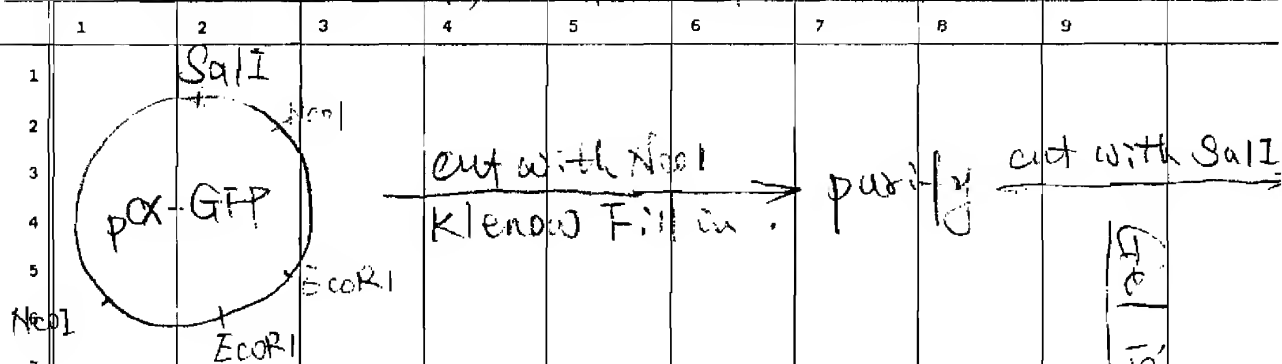 1 2 3 4 5 6 7 8 9
1
2
3
4
5
SalI
NcoI
pα-GFP
EcoRI
EcoRI
NcoI
cut with NcoI
Klenow Fill in.
purify
cut with SalI